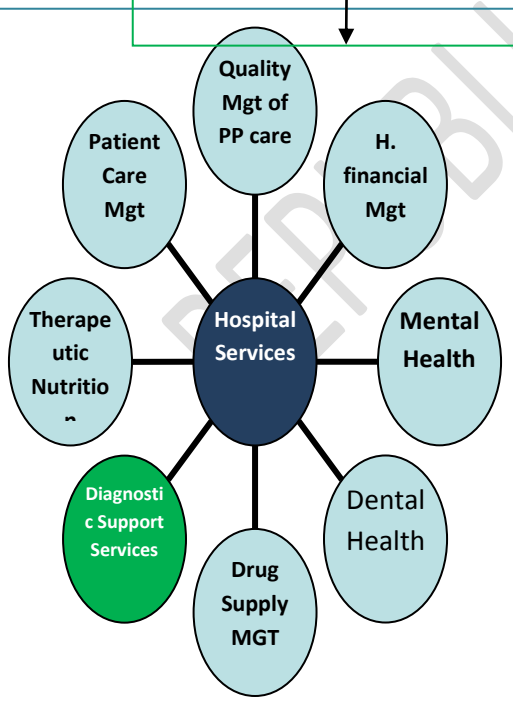 Quality
Mgt of
PP care
Patient
Care
Mgt
H.
financial
Mgt
Therape
utic
Nutritio
n
Hospital
Services
Mental
Health
Diagnosti
c Support
Services
Dental
Health
Drug
Supply
MGT